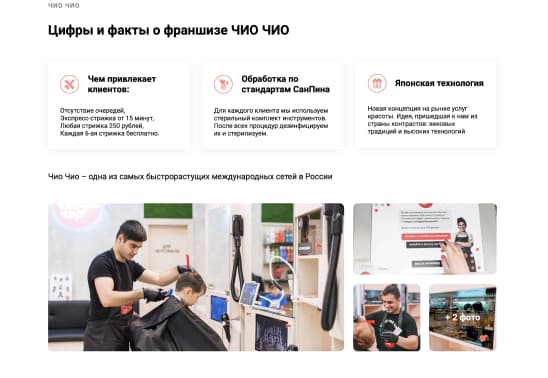 ЧИО ЧИО
Цифры и факты о франшизе ЧИО ЧИО
Чем привлекает
клиентов:
Отсутствие очередей,
Экспресс-стрижка от 15 минут,
Любая стрижка 250 рублей,
Каждая 6-ая стрижка бесплатно.
Обработка по
стандартам СанПина
Для каждого клиента мы используем
стерильный комплект инструментов.
После всех процедур дезинфицируем
их и стерилизуем.
Японская технология
Новая концепция на рынке услуг
красоты. Идея, пришедшая к нам из
страны контрастов: вековых
традиций и высоких технологий
Чио Чио – одна из самых быстрорастущих международных сетей в России
+ 2 фото